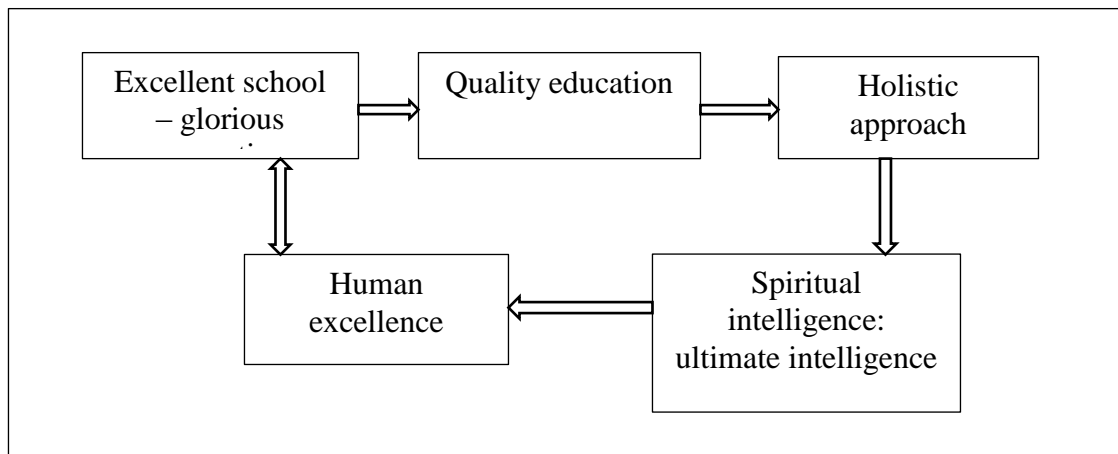 Excellent school
– glorious
Quality education
Holistic
approach
Human
excellence
Spiritual
intelligence:
ultimate intelligence